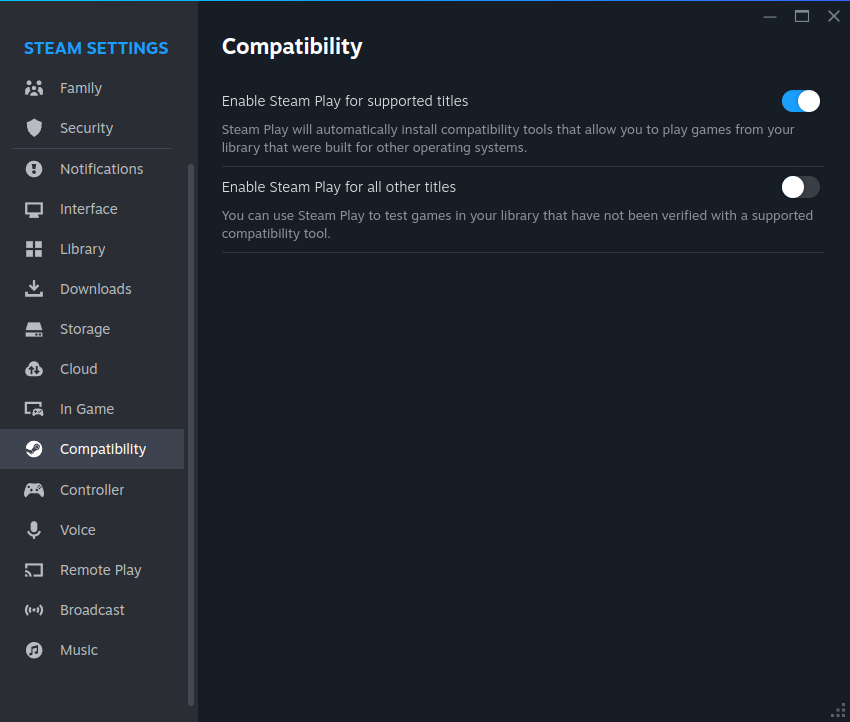 STEAM SETTINGS
Family
Security
Notifications
Interface
Library
Downloads
Storage
Cloud
In Game
Compatibility
Controller
Voice
Remote Play
Broadcast
Music
Compatibility
Enable Steam Play for supported titles
Steam Play will automatically install compatibility tools that allow you to play games from your
library that were built for other operating systems.
Enable Steam Play for all other titles
You can use Steam Play to test games in your library that have not been verified with a supported
compatibility tool.